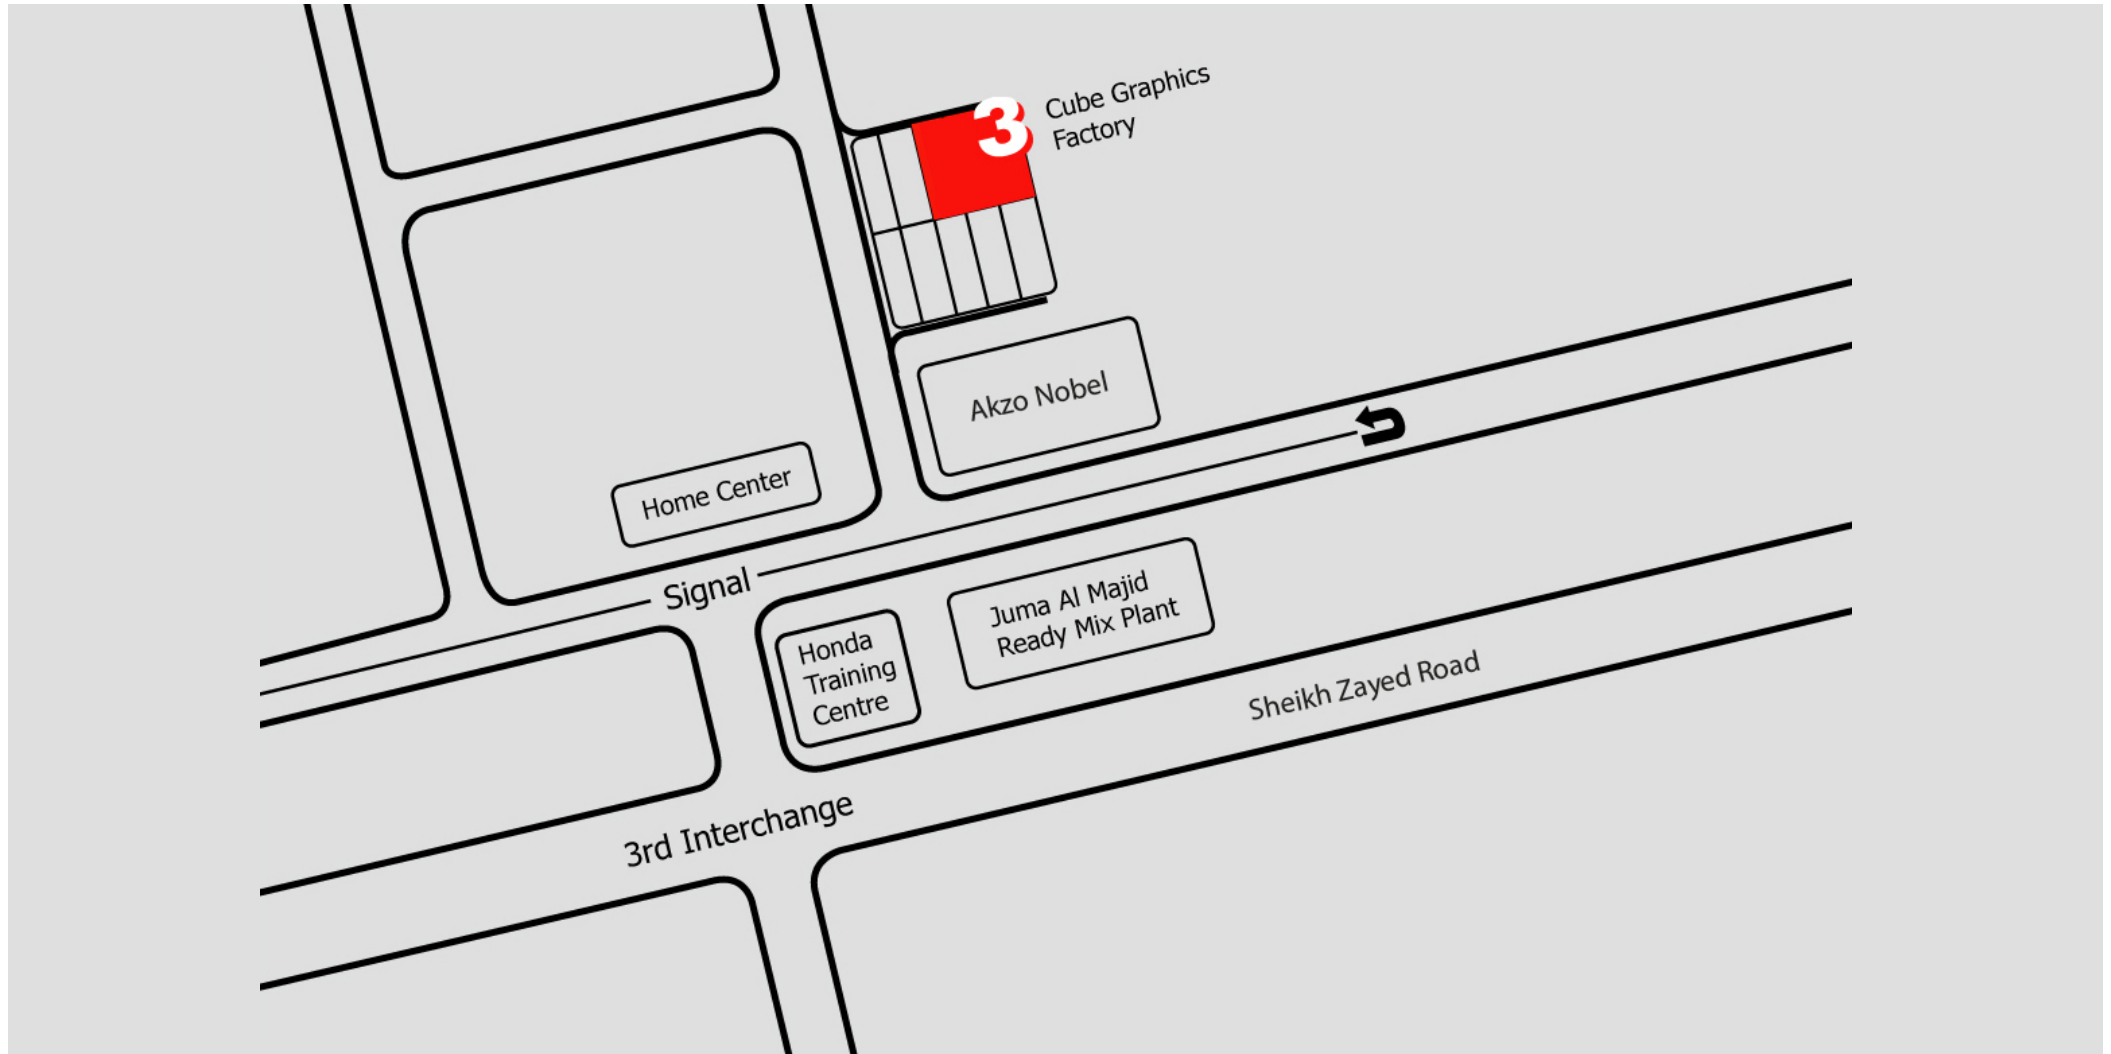 3
Cube Graphics
Factory
Akzo Nobel
Home Center
Signal
Juma Al Majid
Ready Mix Plant
Honda
Training
Centre
Sheikh Zayed Road
3rd Interchange